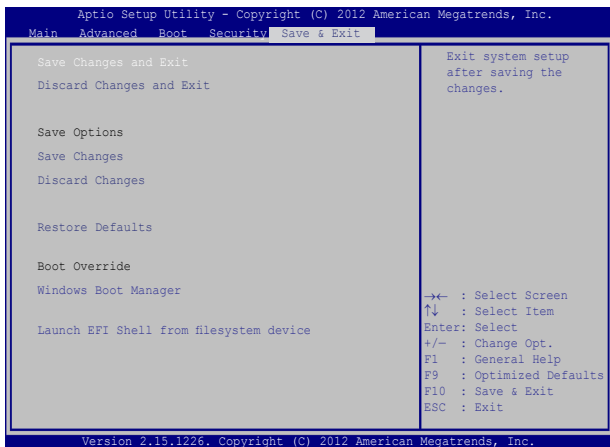 Aptio Setup Utility - Copyright (C) 2012 American Megatrends, Inc.
Main Advanced Boot Security Save & Exit
Save Changes and Exit
Discard Changes and Exit
Save Options
Save Changes
Discard Changes
Restore Defaults
Boot Override
Windows Boot Manager
Launch EFI Shell from filesystem device
Exit system setup
after saving the
changes.
→← : Select Screen
↑↓ : Select Item
Enter: Select
+/— : Change Opt.
F1 : General Help
F9 : Optimized Defaults
F10 : Save & Exit
ESC : Exit
Version 2.15.1226. Copyright (C) 2012 American Megatrends, Inc.